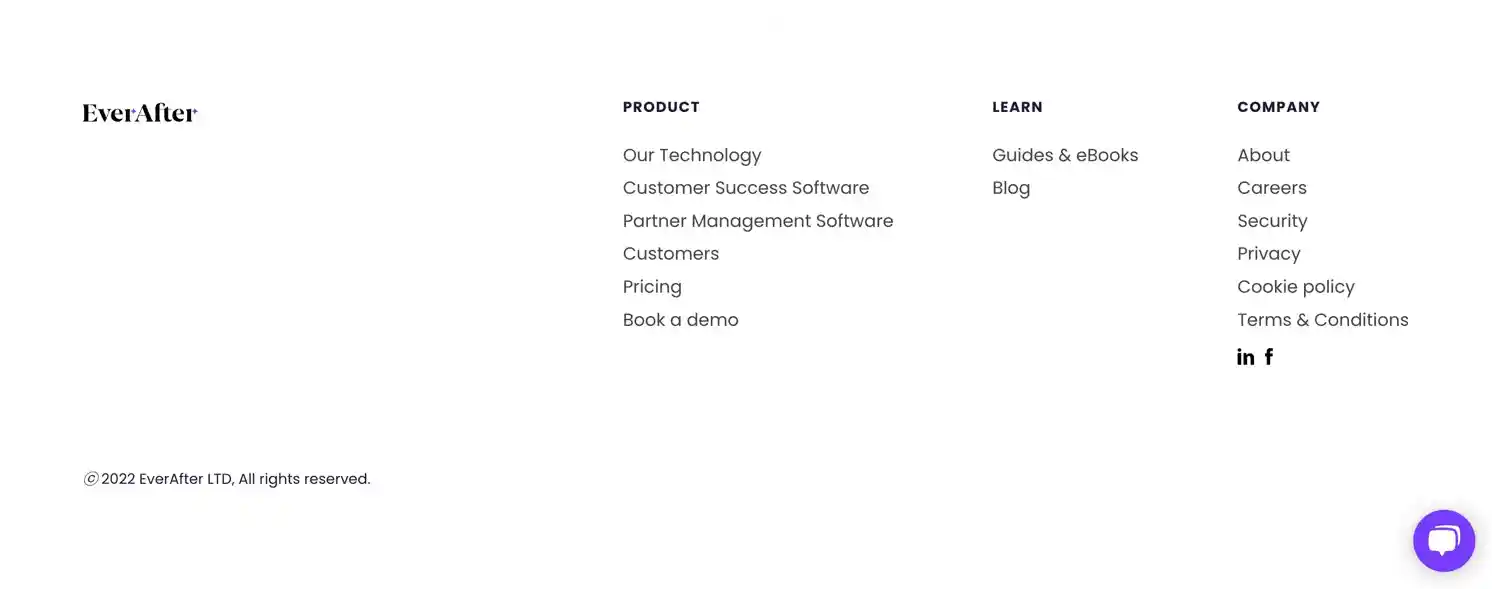 EverAfter
PRODUCT
Our Technology
Customer Success Software
Partner Management Software
Customers
Pricing
Book a demo
LEARN
Guides & eBooks
Blog
COMPANY
About
Careers
Security
Privacy
Cookie policy
Terms & Conditions
in f
© 2022 EverAfter LTD, All rights reserved.